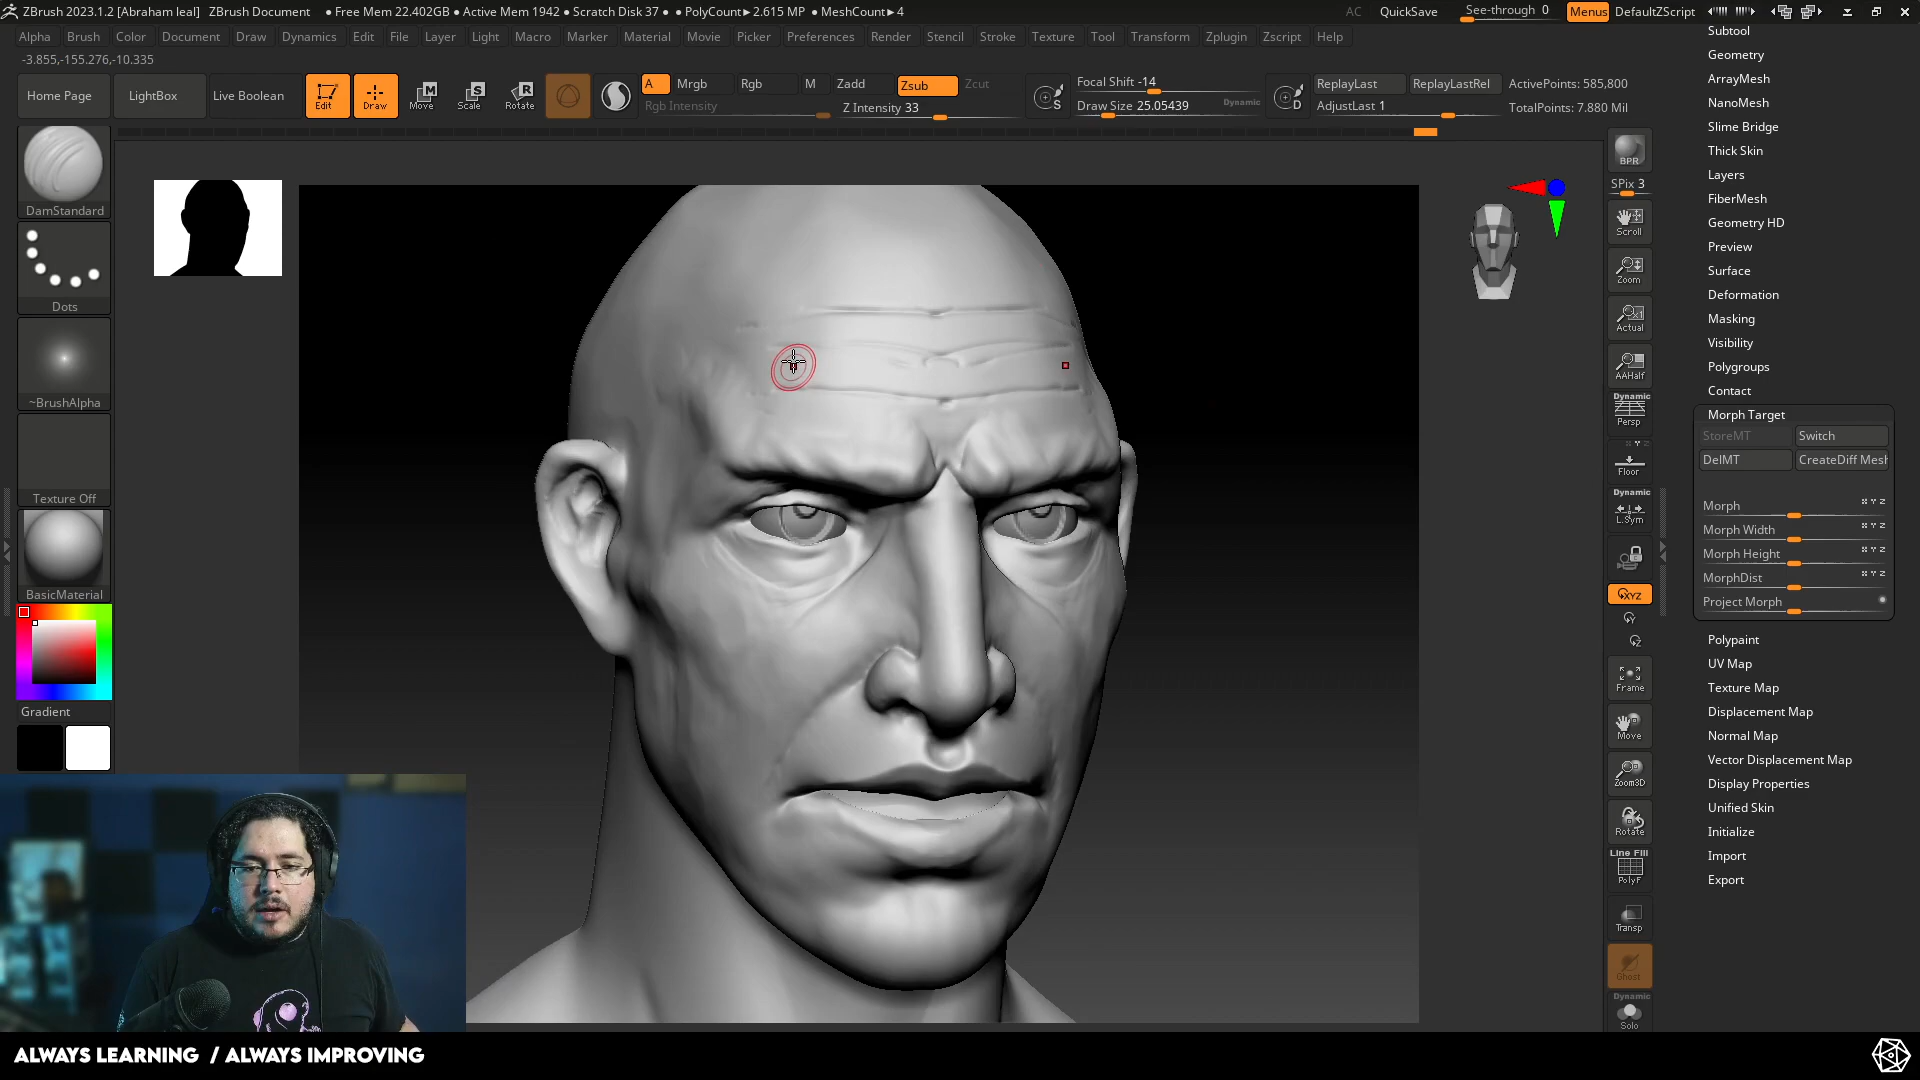 ZBrush 2023.1.2 [Abraham leal] ZBrush Document ● Free Mem 22.402GB ● Active Mem 1942 ● Scratch Disk 37 ● ● PolyCount► 2.615 MP ● MeshCount► 4 AC QuickSave See-through 0 Menus DefaultZScript
Alpha Brush Color Document Draw Dynamics Edit File Layer Light Macro Marker Material Movie Picker Preferences Render Stencil Stroke Texture Tool Transform Zplugin Zscript Help
-3.855,-155.276,-10.335
Home Page LightBox Live Boolean Edit Draw Move Scale Rotate A Mrgb Rgb M Zadd Zsub Zcut
Rgb Intensity Z Intensity 33
S Focal Shift -14
Draw Size 25.05439 Dynamic
D ReplayLast ReplayLastRel ActivePoints: 585,800
AdjustLast 1 TotalPoints: 7.880 Mil
DamStandard
Dots
~BrushAlpha
Texture Off
BasicMaterial
Gradient
BPR
SPix 3
Scroll
Zoom
Actual
AAHalf
Dynamic
Persp
Floor
Dynamic
L.Sym
XYZ
Frame
Move
Zoom3D
Rotate
Line Fill
PolyF
Transp
Ghost
Dynamic
Solo
Subtool
Geometry
ArrayMesh
NanoMesh
Slime Bridge
Thick Skin
Layers
FiberMesh
Geometry HD
Preview
Surface
Deformation
Masking
Visibility
Polygroups
Contact
Morph Target
StoreMT Switch
DelMT CreateDiff Mesh
Morph X Y Z
Morph Width X Y Z
Morph Height X Y Z
MorphDist X Y Z
Project Morph
Polypaint
UV Map
Texture Map
Displacement Map
Normal Map
Vector Displacement Map
Display Properties
Unified Skin
Initialize
Import
Export
ALWAYS LEARNING / ALWAYS IMPROVING